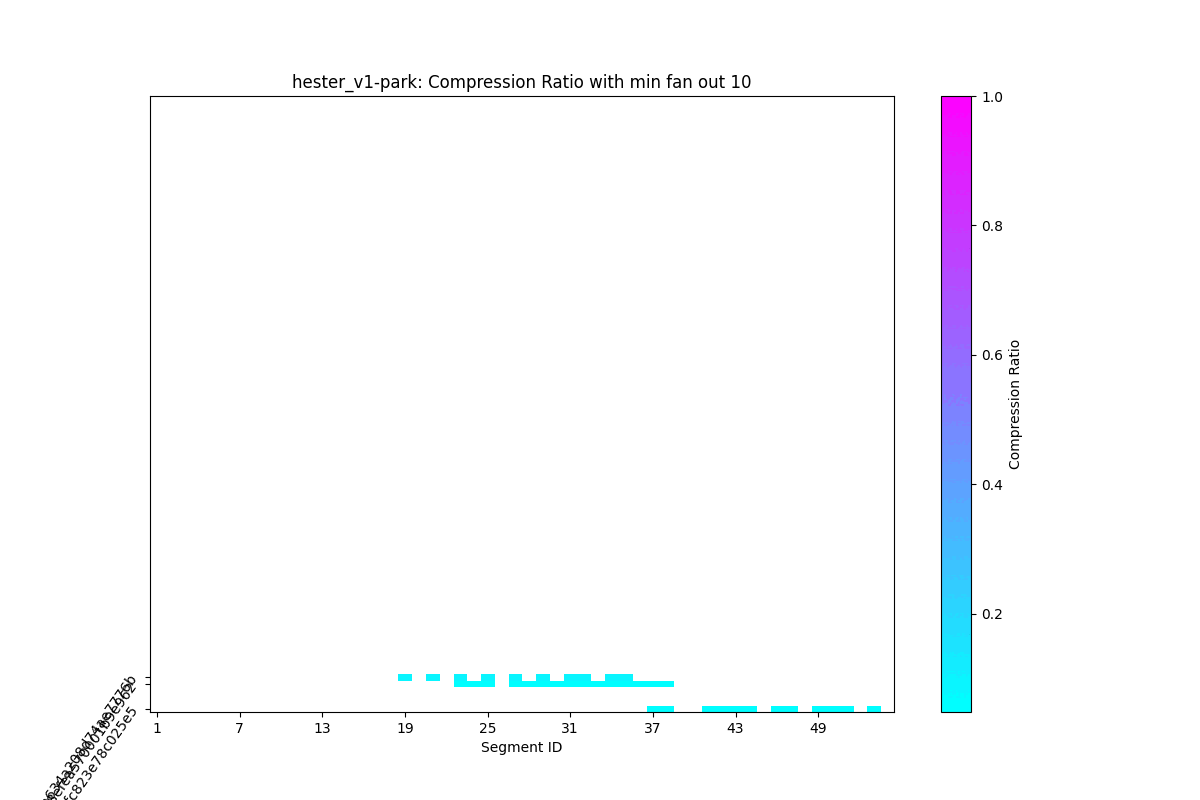 hester_v1-park: Compression Ratio with min fan out 10
1.0
0.8
0.6
0.4
0.2
Compression Ratio
1 7 13 19 25 31 37 43 49
Segment ID